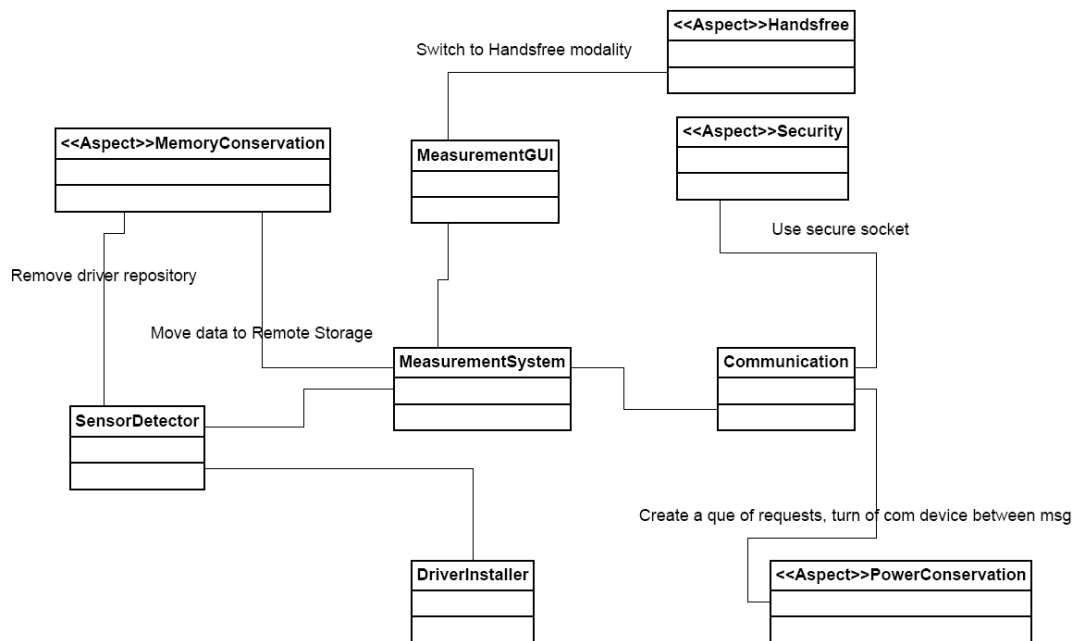 <<Aspect>>Handsfree
Switch to Handsfree modality
<<Aspect>>Security
<<Aspect>>MemoryConservation
MeasurementGUI
Use secure socket
Remove driver repository
Move data to Remote Storage
MeasurementSystem
Communication
SensorDetector
Create a que of requests, turn of com device between msg
DriverInstaller
<<Aspect>>PowerConservation